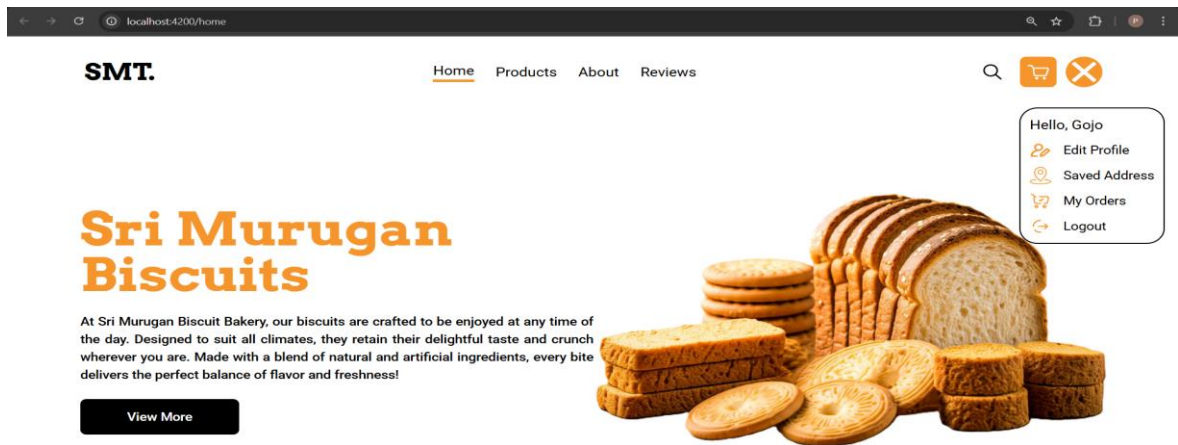 localhost:4200/home
P
SMT.
Home Products About Reviews
Hello, Gojo
Edit Profile
Saved Address
My Orders
Logout
Sri Murugan
Biscuits
At Sri Murugan Biscuit Bakery, our biscuits are crafted to be enjoyed at any time of
the day. Designed to suit all climates, they retain their delightful taste and crunch
wherever you are. Made with a blend of natural and artificial ingredients, every bite
delivers the perfect balance of flavor and freshness!
View More